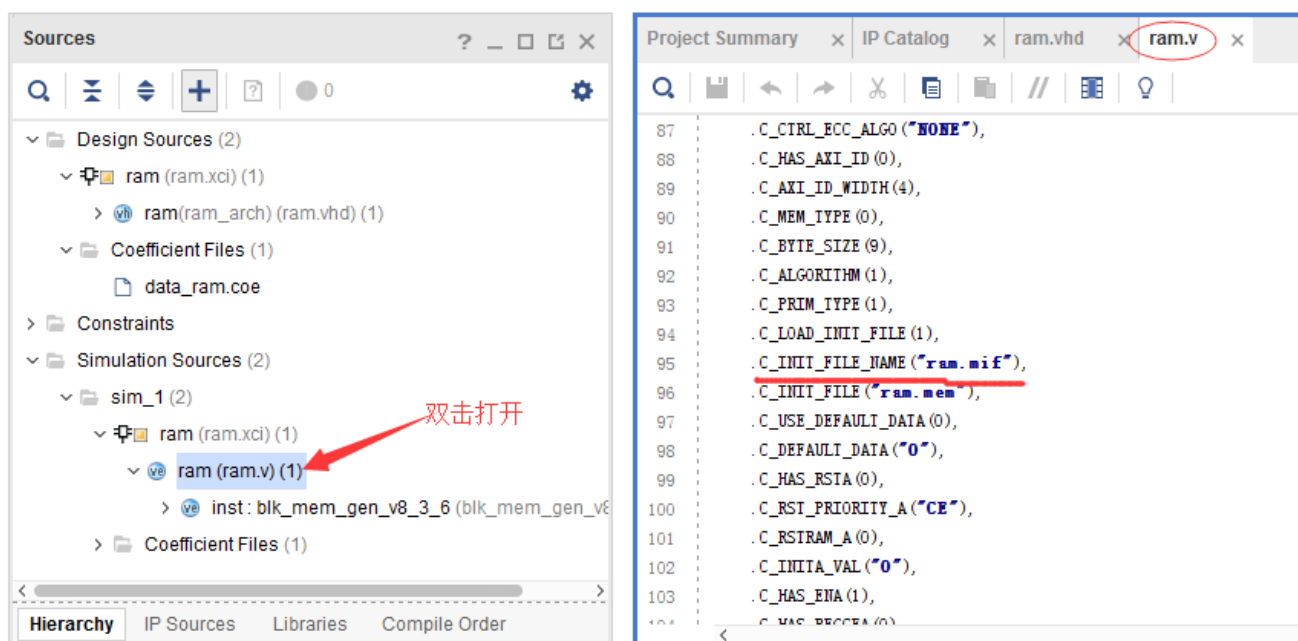 Sources
? 0
Design Sources (2)
ram (ram.xci) (1)
ram(ram_arch) (ram.vhd) (1)
Coefficient Files (1)
data_ram.coe
Constraints
Simulation Sources (2)
sim_1 (2)
ram (ram.xci) (1)
双击打开
ram (ram.v) (1)
inst : blk_mem_gen_v8_3_6 (blk_mem_gen_v8
Coefficient Files (1)
Hierarchy IP Sources Libraries Compile Order
Project Summary IP Catalog ram.vhd ram.v
87 .C_CTRL_ECC_ALGO("NONE"),
88 .C_HAS_AXI_ID(0),
89 .C_AXI_ID_WIDTH(4),
90 .C_MEM_TYPE(0),
91 .C_BYTE_SIZE(9),
92 .C_ALGORITHM(1),
93 .C_PRIM_TYPE(1),
94 .C_LOAD_INIT_FILE(1),
95 .C_INIT_FILE_NAME("ram.mif"),
96 .C_INIT_FILE("ram.mem"),
97 .C_USE_DEFAULT_DATA(0),
98 .C_DEFAULT_DATA("0"),
99 .C_HAS_RSTA(0),
100 .C_RST_PRIORITY_A("CE"),
101 .C_RSTRAM_A(0),
102 .C_INITA_VAL("0"),
103 .C_HAS_ENA(1),